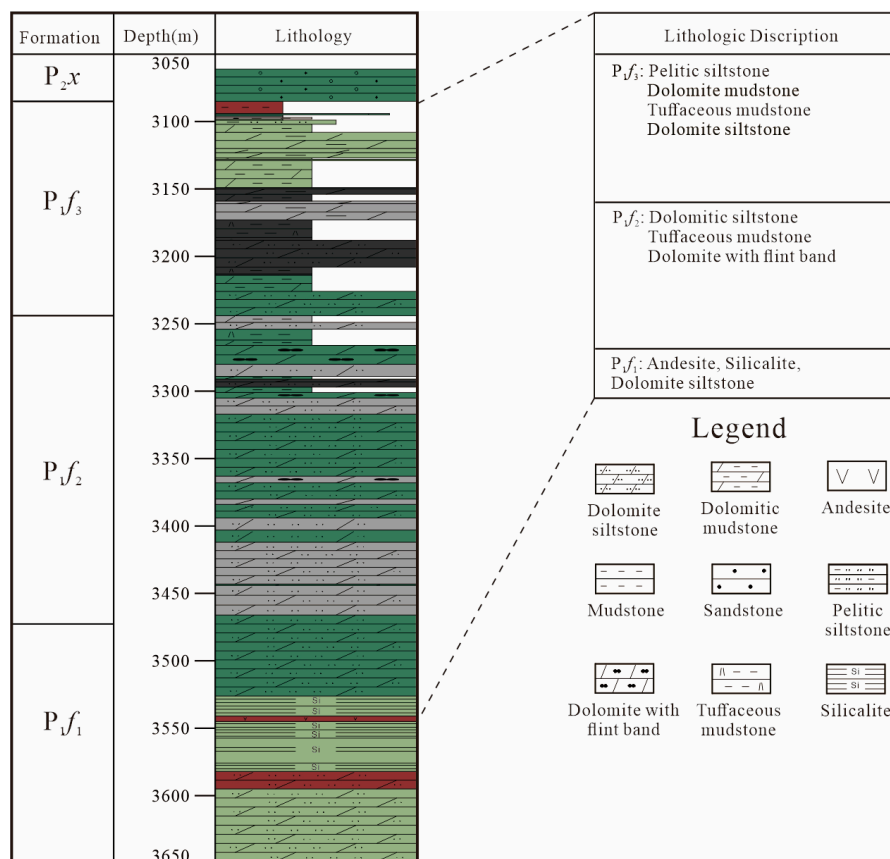 Formation Depth(m) Lithology
P₂x
P₁f₃
P₁f₂
P₁f₁
3050
3100
3150
3200
3250
3300
3350
3400
3450
3500
3550
3600
3650
Si
Si
Si
Si
Si
Si
Lithologic Discription
P₁f₃: Pelitic siltstone
Dolomite mudstone
Tuffaceous mudstone
Dolomite siltstone
P₁f₂: Dolomitic siltstone
Tuffaceous mudstone
Dolomite with flint band
P₁f₁: Andesite, Silicalite,
Dolomite siltstone
Legend
Dolomite
siltstone
Dolomitic
mudstone
Andesite
Mudstone
Sandstone
Pelitic
siltstone
Dolomite with
flint band
Tuffaceous
mudstone
Si
Si
Silicalite